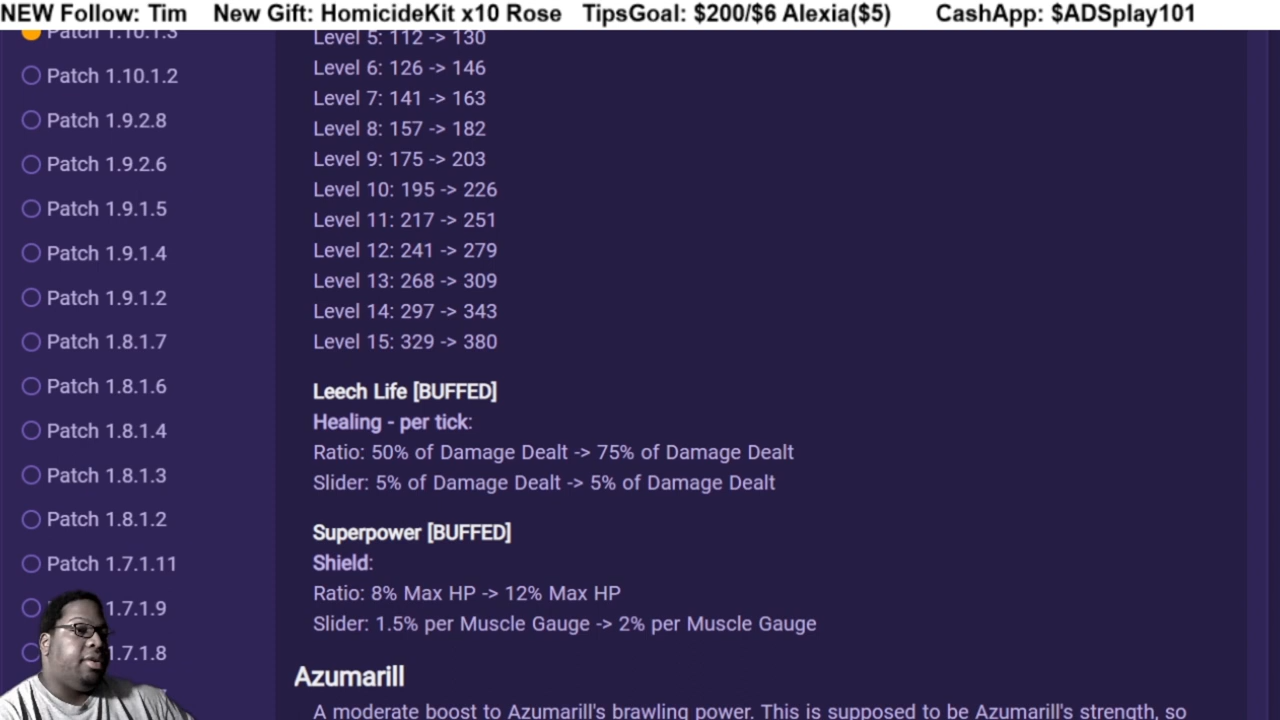 NEW Follow: Tim New Gift: HomicideKit x10 Rose TipsGoal: $200/$6 Alexia($5) CashApp: $ADSplay101
Patch 1.10.1.3
Patch 1.10.1.2
Patch 1.9.2.8
Patch 1.9.2.6
Patch 1.9.1.5
Patch 1.9.1.4
Patch 1.9.1.2
Patch 1.8.1.7
Patch 1.8.1.6
Patch 1.8.1.4
Patch 1.8.1.3
Patch 1.8.1.2
Patch 1.7.1.11
1.7.1.9
1.7.1.8
Level 5: 112 -> 130
Level 6: 126 -> 146
Level 7: 141 -> 163
Level 8: 157 -> 182
Level 9: 175 -> 203
Level 10: 195 -> 226
Level 11: 217 -> 251
Level 12: 241 -> 279
Level 13: 268 -> 309
Level 14: 297 -> 343
Level 15: 329 -> 380
Leech Life [BUFFED]
Healing - per tick:
Ratio: 50% of Damage Dealt -> 75% of Damage Dealt
Slider: 5% of Damage Dealt -> 5% of Damage Dealt
Superpower [BUFFED]
Shield:
Ratio: 8% Max HP -> 12% Max HP
Slider: 1.5% per Muscle Gauge -> 2% per Muscle Gauge
Azumarill
A moderate boost to Azumarill's brawling power. This is supposed to be Azumarill's strength, so